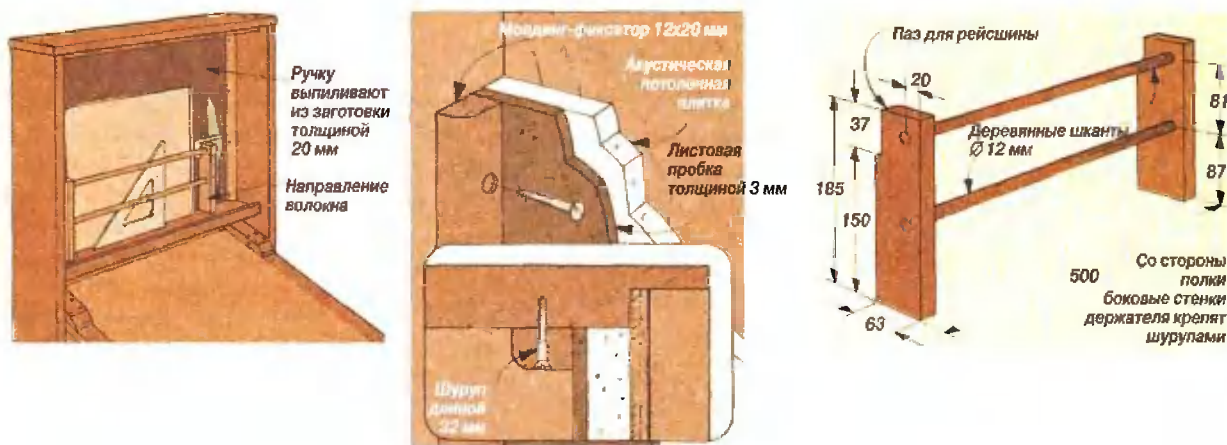 Ручку
выпиливают
из заготовки
толщиной
20 мм
Направление
волокна
Молдинг-фиксатор 12х20 мм
Акустическая
потолочная
плитка
Листовая
пробка
толщиной 3 мм
Шуруп
длиной
32 мм
Паз для рейсшины
20
37
185
150
63
Деревянные шканты
Ø 12 мм
81
87
500
Со стороны
полки
боковые стенки
держателя крепят
шурупами